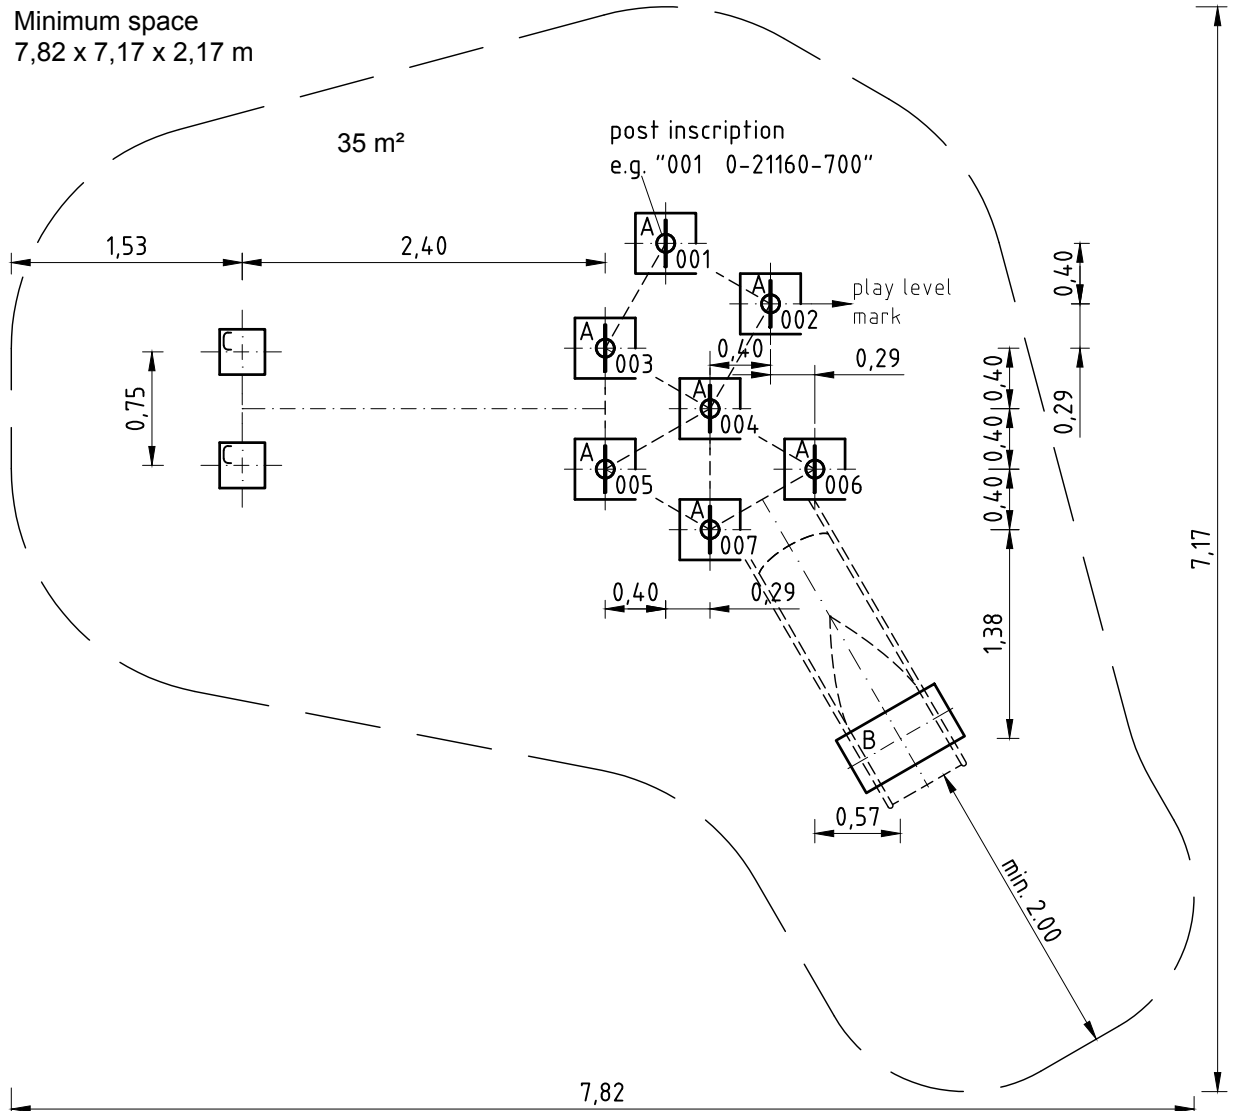 Minimum space
7,82 x 7,17 x 2,17 m
35 m²
post inscription
e.g. "001 0-21160-700"
A
001
1,53
2,40
0,40
A
002
play level
mark
A
003
0,40
0,29
0,40
0,29
C
0,75
A
004
0,40
C
A
005
A
006
0,40
A
007
7,17
0,40
0,29
1,38
B
0,57
min. 2.00
7,82